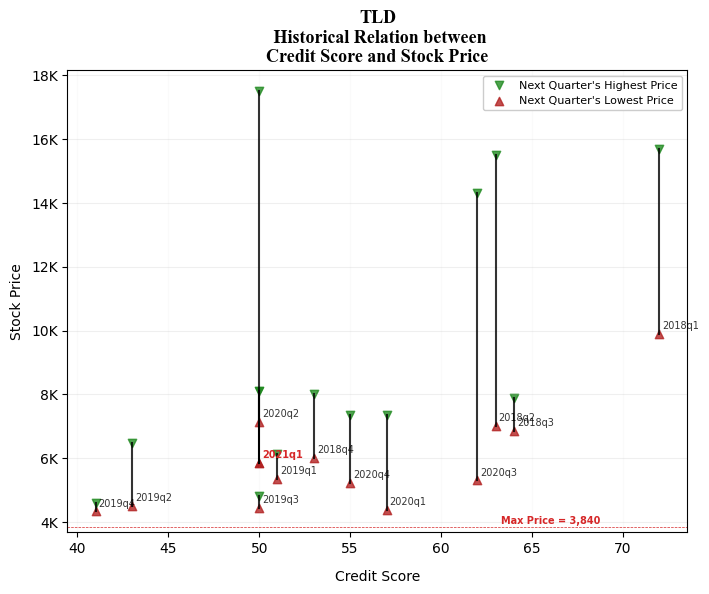 TLD
Historical Relation between
Credit Score and Stock Price
Next Quarter's Highest Price
Next Quarter's Lowest Price
18K
16K
14K
12K
10K
8K
6K
4K
Stock Price
2018q1
2020q2
2018q2
2018q3
2021q1
2018q4
2019q1
2020q4
2020q3
2019q4
2019q2
2019q3
2020q1
Max Price = 3,840
40
45
50
55
60
65
70
Credit Score